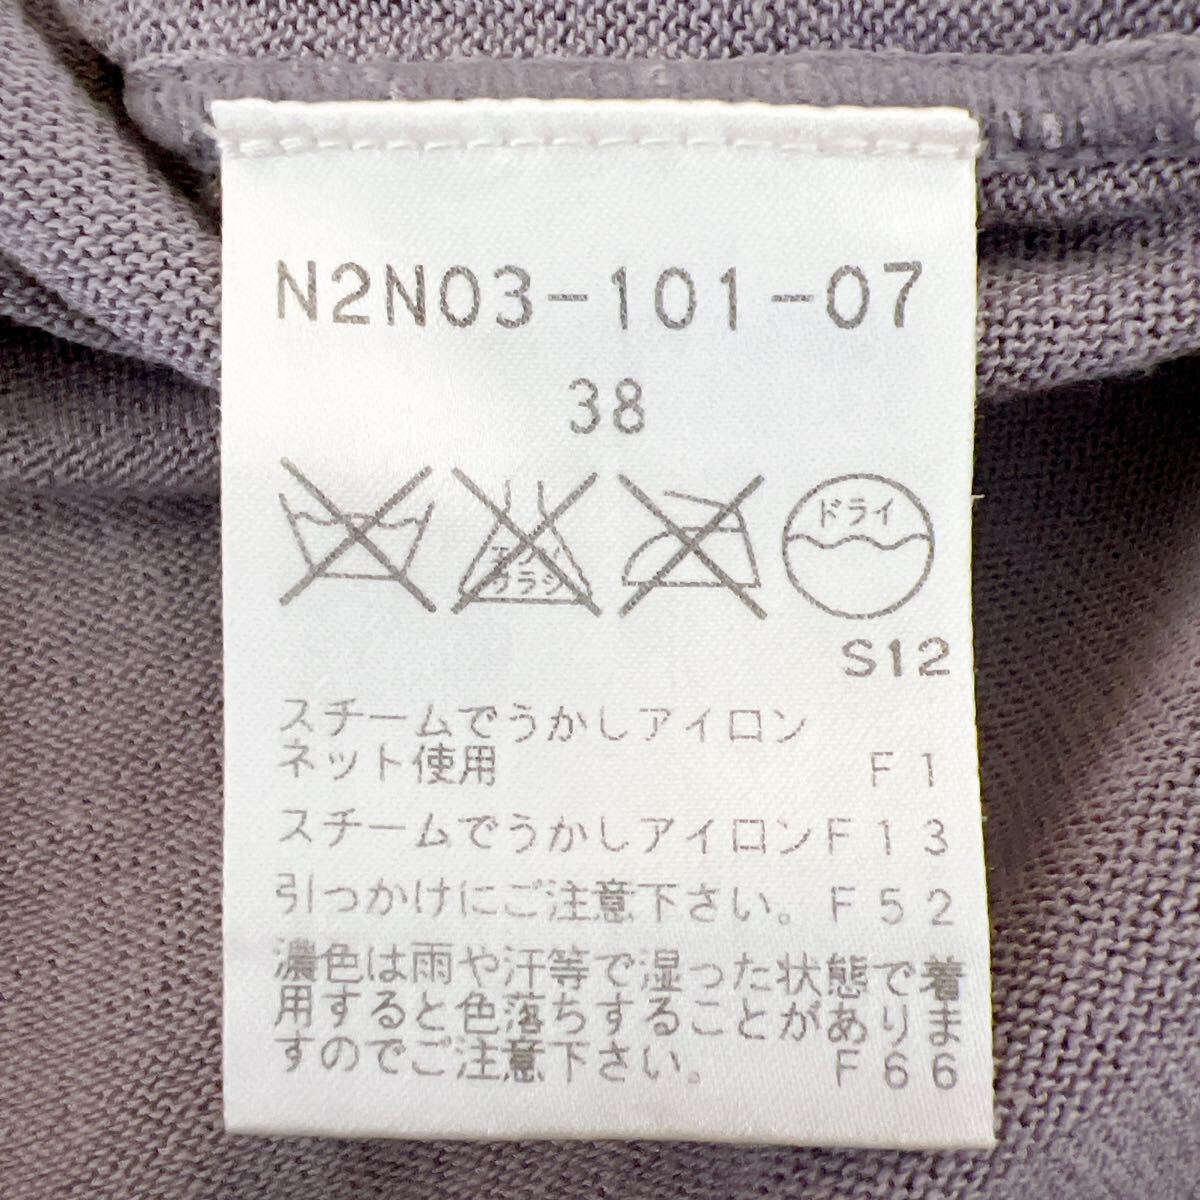 N2N03-101-07
38
エンソ
サラシ
ドライ
S12
スチームでうかしアイロン
ネット使用 F1
スチームでうかしアイロンF13
引っかけにご注意下さい。F52
濃色は雨や汗等で湿った状態で着
用すると色落ちすることがありま
すのでご注意下さい。 F66